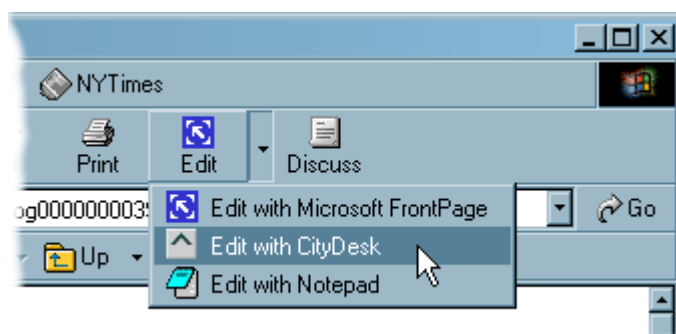 NYTimes
Print Edit Discuss
Edit with Microsoft FrontPage
Go
Edit with CityDesk
Up
Edit with Notepad